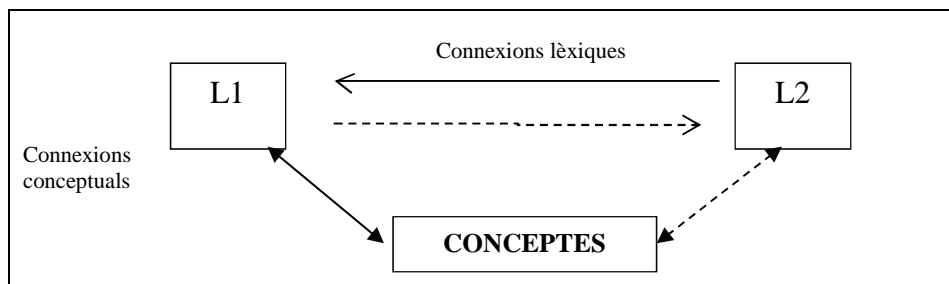 Connexions lèxiques
L1
L2
Connexions
conceptuals
CONCEPTES